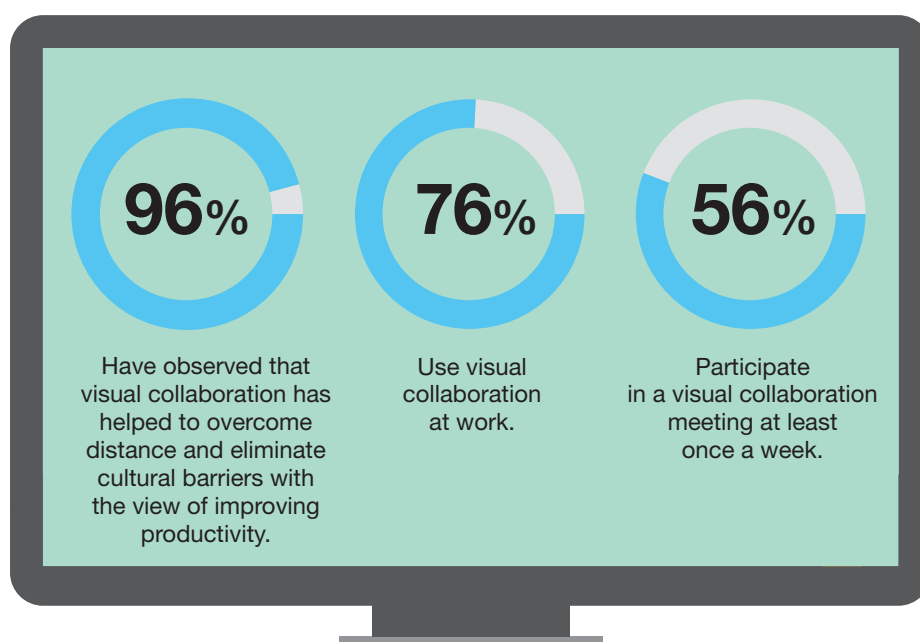 96%
Have observed that
visual collaboration has
helped to overcome
distance and eliminate
cultural barriers with
the view of improving
productivity.
76%
Use visual
collaboration
at work.
56%
Participate
in a visual collaboration
meeting at least
once a week.